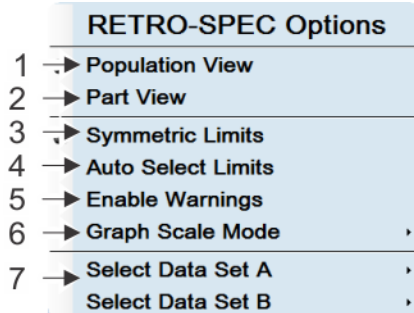 RETRO-SPEC Options
1 Population View
2 Part View
3 Symmetric Limits
4 Auto Select Limits
5 Enable Warnings
6 Graph Scale Mode
7 Select Data Set A
Select Data Set B